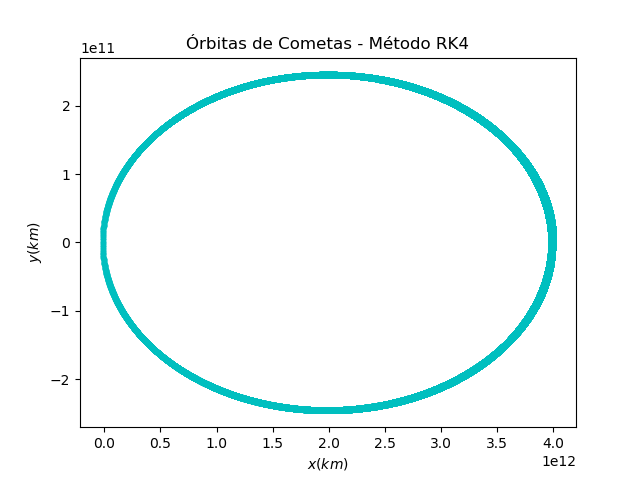 Órbitas de Cometas - Método RK4
1e11
2
1
0
−1
−2
y(km)
0.0 0.5 1.0 1.5 2.0 2.5 3.0 3.5 4.0
1e12
x(km)